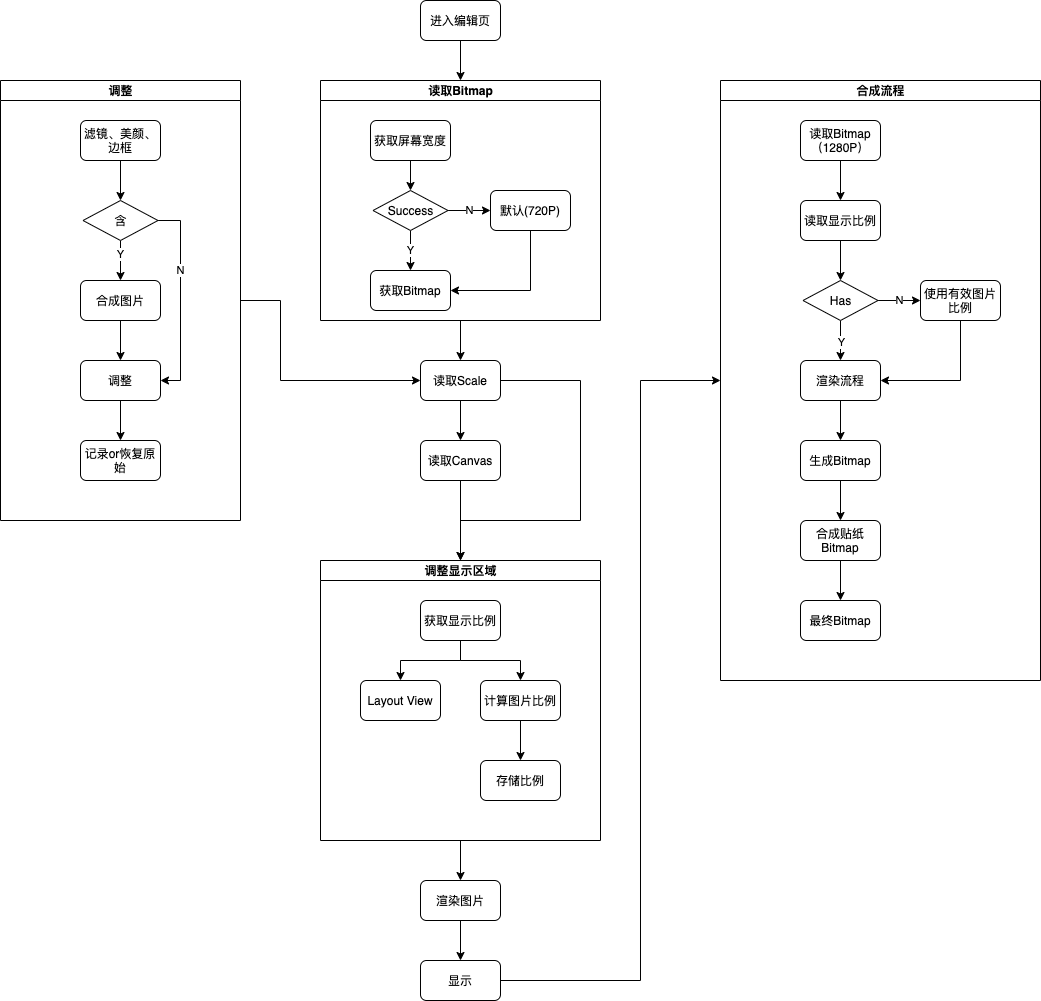 进入编辑页
调整
滤镜、美颜、
边框
含
Y
N
合成图片
调整
记录or恢复原
始
读取Bitmap
获取屏幕宽度
Success
N
默认(720P)
Y
获取Bitmap
读取Scale
读取Canvas
调整显示区域
获取显示比例
Layout View
计算图片比例
存储比例
渲染图片
显示
合成流程
读取Bitmap
（1280P）
读取显示比例
Has
N
使用有效图片
比例
Y
渲染流程
生成Bitmap
合成贴纸
Bitmap
最终Bitmap